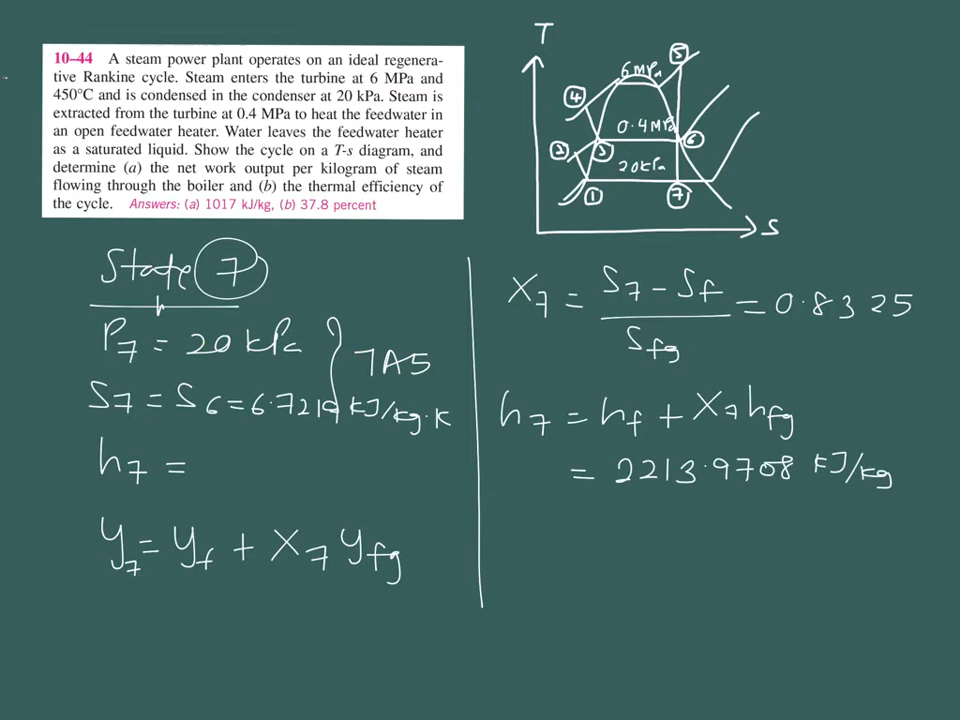 10–44 A steam power plant operates on an ideal regenera-
tive Rankine cycle. Steam enters the turbine at 6 MPa and
450°C and is condensed in the condenser at 20 kPa. Steam is
extracted from the turbine at 0.4 MPa to heat the feedwater in
an open feedwater heater. Water leaves the feedwater heater
as a saturated liquid. Show the cycle on a T-s diagram, and
determine (a) the net work output per kilogram of steam
flowing through the boiler and (b) the thermal efficiency of
the cycle. Answers: (a) 1017 kJ/kg, (b) 37.8 percent
T
5
6 MPa
4
0.4 MPa
6
2
3
20kPa
1
7
S
State 7
P7 = 20 kPa
TA5
S7 = S6 = 6.7219 kJ/kg·K
h7 =
y7 = yf + x7 yfg
x7 = S7 - Sf / Sfg = 0.8325
h7 = hf + x7 hfg
= 2213.9708 kJ/kg